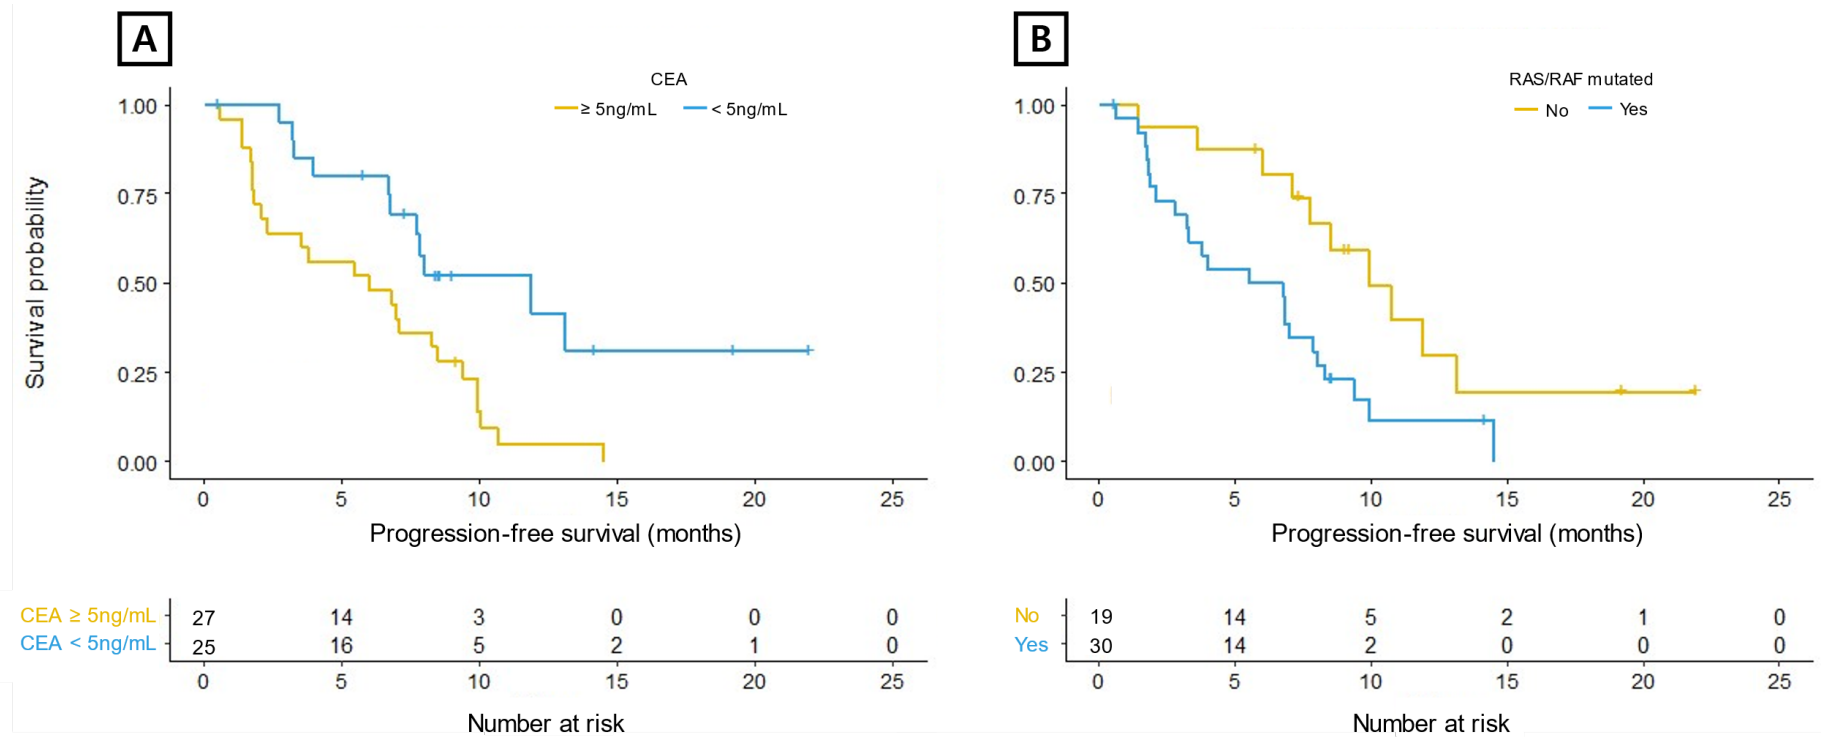 A
CEA
≥ 5ng/mL < 5ng/mL
Survival probability
1.00
0.75
0.50
0.25
0.00
0 5 10 15 20 25
Progression-free survival (months)
CEA ≥ 5ng/mL 27 14 3 0 0 0
CEA < 5ng/mL 25 16 5 2 1 0
0 5 10 15 20 25
Number at risk
B
RAS/RAF mutated
No Yes
1.00
0.75
0.50
0.25
0.00
0 5 10 15 20 25
Progression-free survival (months)
No 19 14 5 2 1 0
Yes 30 14 2 0 0 0
0 5 10 15 20 25
Number at risk